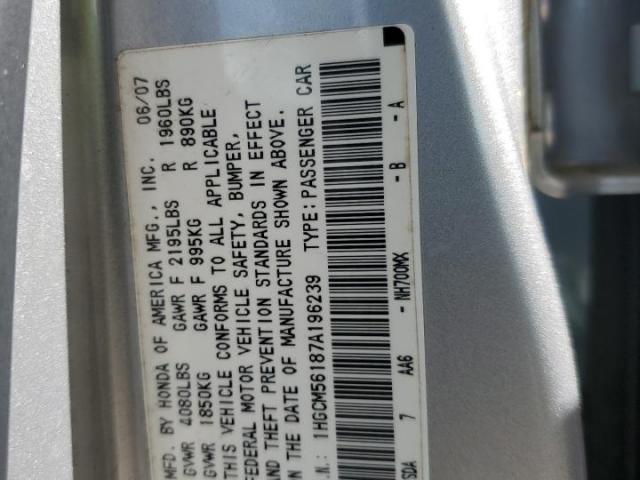 MFD. BY HONDA OF AMERICA MFG., INC. 06/07
GVWR 4080LBS GAWR F 2195LBS R 1960LBS
GVWR 1850KG GAWR F 995KG R 890KG
THIS VEHICLE CONFORMS TO ALL APPLICABLE
FEDERAL MOTOR VEHICLE SAFETY, BUMPER,
AND THEFT PREVENTION STANDARDS IN EFFECT
IN THE DATE OF MANUFACTURE SHOWN ABOVE.
.N.: 1HGCM56187A196239 TYPE: PASSENGER CAR
SDA 7 AA6 - NH700MX - B - A